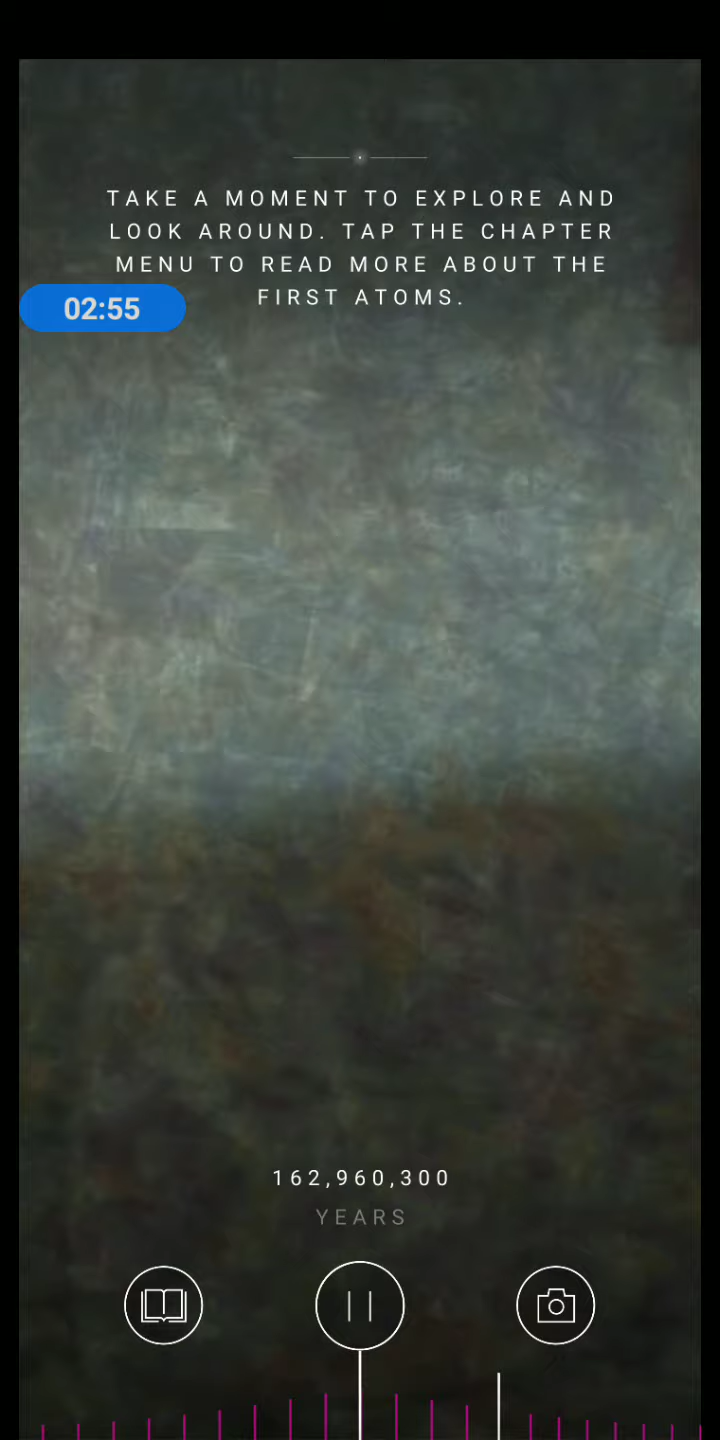 TAKE A MOMENT TO EXPLORE AND
LOOK AROUND. TAP THE CHAPTER
MENU TO READ MORE ABOUT THE
FIRST ATOMS.
02:55
162,960,300
YEARS